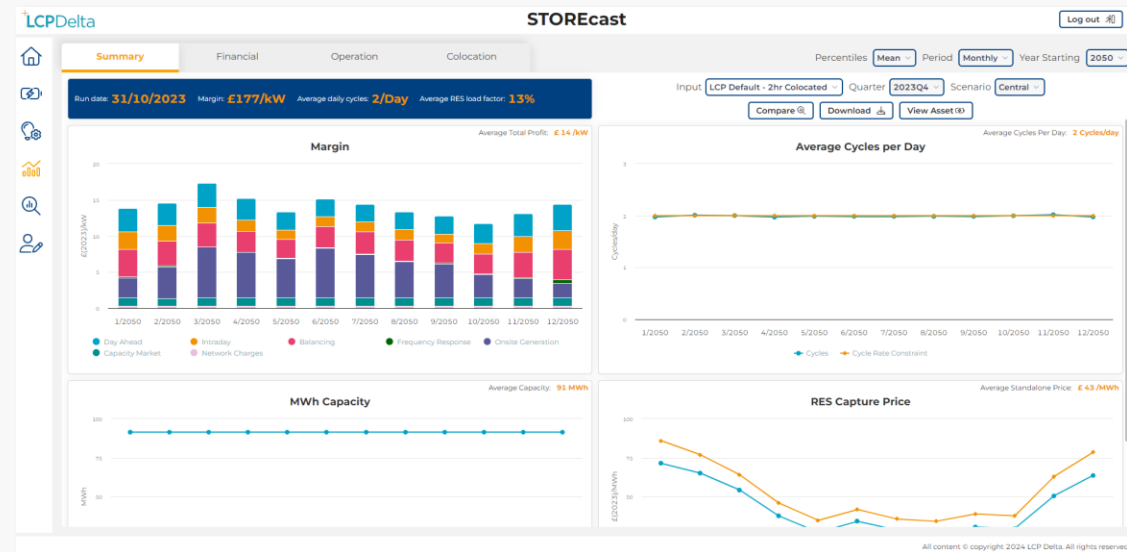 LCPDelta
STOREcast
Log out
Summary
Financial
Operation
Colocation
Percentiles Mean Period Monthly Year Starting 2050
Run date: 31/10/2023 Margin: £177/kW Average daily cycles: 2/Day Average RES load factor: 13%
Input LCP Default - 2hr Colocated Quarter 2023Q4 Scenario Central
Compare Download View Asset
Average Total Profit: £ 14 /kW
Margin
20
15
10
5
0
£(2023)/kW
1/2050 2/2050 3/2050 4/2050 5/2050 6/2050 7/2050 8/2050 9/2050 10/2050 11/2050 12/2050
Day Ahead Intraday Balancing Frequency Response Onsite Generation
Capacity Market Network Charges
Average Cycles Per Day: 2 Cycles/day
Average Cycles per Day
3
2
1
0
Cycles/day
1/2050 2/2050 3/2050 4/2050 5/2050 6/2050 7/2050 8/2050 9/2050 10/2050 11/2050 12/2050
Cycles Cycle Rate Constraint
Average Capacity: 91 MWh
MWh Capacity
100
75
50
MWh
Average Standalone Price: £ 43 /MWh
RES Capture Price
100
75
50
£(2023)/MWh
All content © copyright 2024 LCP Delta. All rights reserved